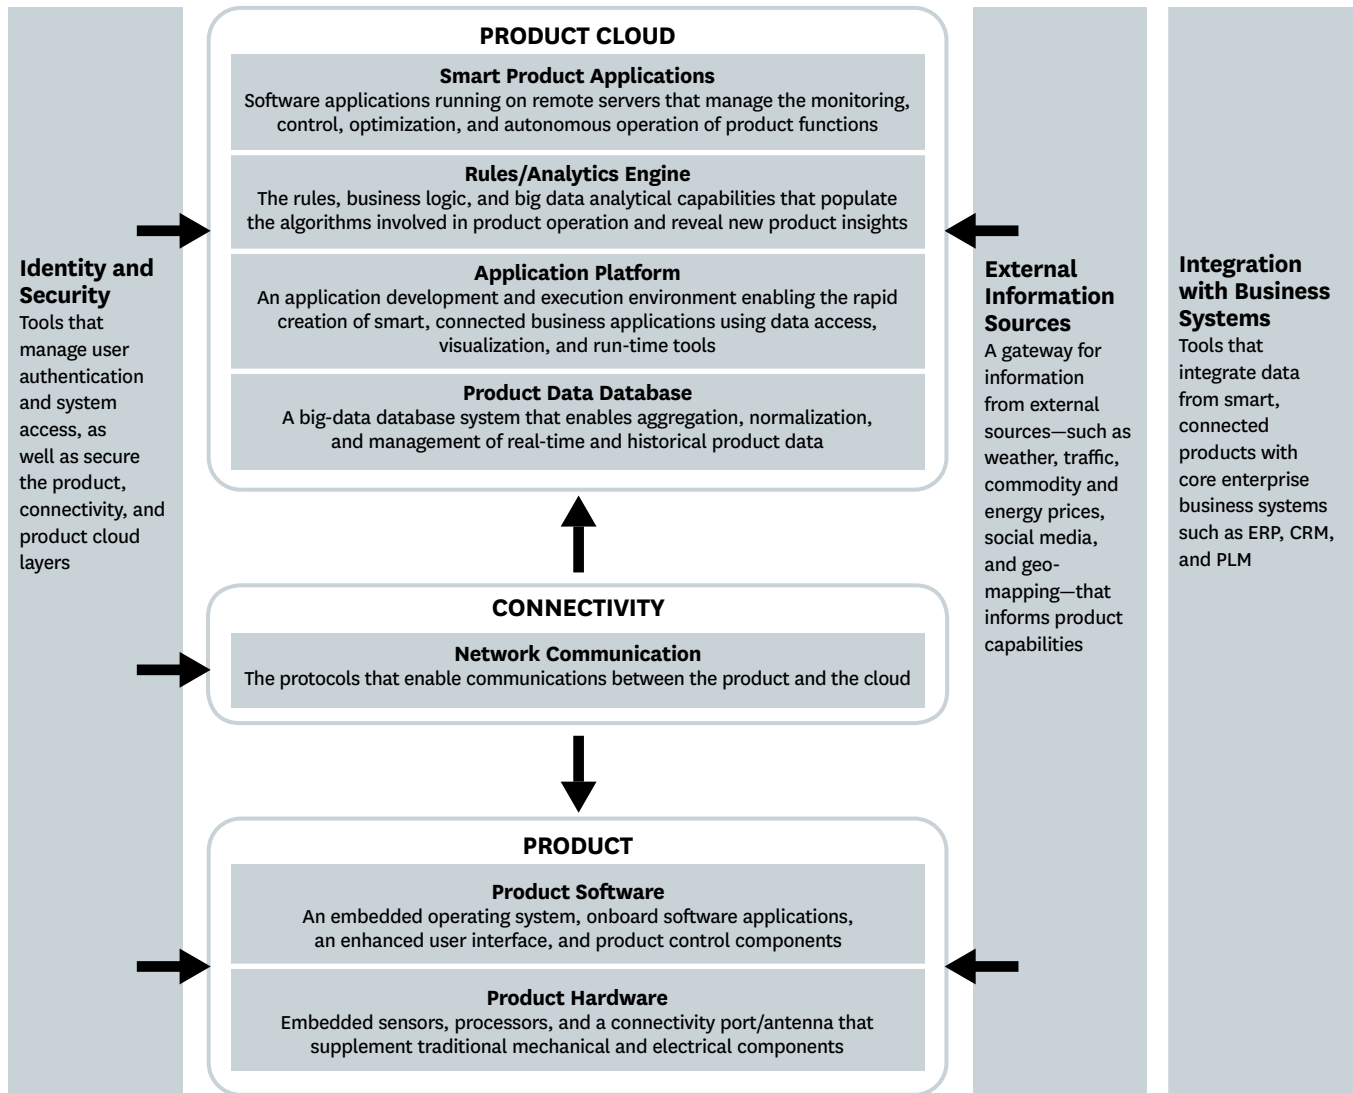 PRODUCT CLOUD
Smart Product Applications
Software applications running on remote servers that manage the monitoring,
control, optimization, and autonomous operation of product functions
Rules/Analytics Engine
The rules, business logic, and big data analytical capabilities that populate
the algorithms involved in product operation and reveal new product insights
Application Platform
An application development and execution environment enabling the rapid
creation of smart, connected business applications using data access,
visualization, and run-time tools
Product Data Database
A big-data database system that enables aggregation, normalization,
and management of real-time and historical product data
Identity and
Security
Tools that
manage user
authentication
and system
access, as
well as secure
the product,
connectivity, and
product cloud
layers
External
Information
Sources
A gateway for
information
from external
sources—such as
weather, traffic,
commodity and
energy prices,
social media,
and geo-
mapping—that
informs product
capabilities
Integration
with Business
Systems
Tools that
integrate data
from smart,
connected
products with
core enterprise
business systems
such as ERP, CRM,
and PLM
CONNECTIVITY
Network Communication
The protocols that enable communications between the product and the cloud
PRODUCT
Product Software
An embedded operating system, onboard software applications,
an enhanced user interface, and product control components
Product Hardware
Embedded sensors, processors, and a connectivity port/antenna that
supplement traditional mechanical and electrical components